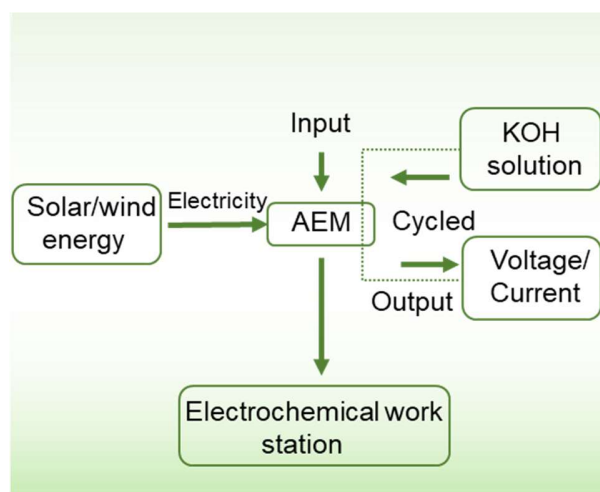 Input
KOH
solution
Solar/wind
energy
Electricity
AEM
Cycled
Voltage/
Current
Output
Electrochemical work
station